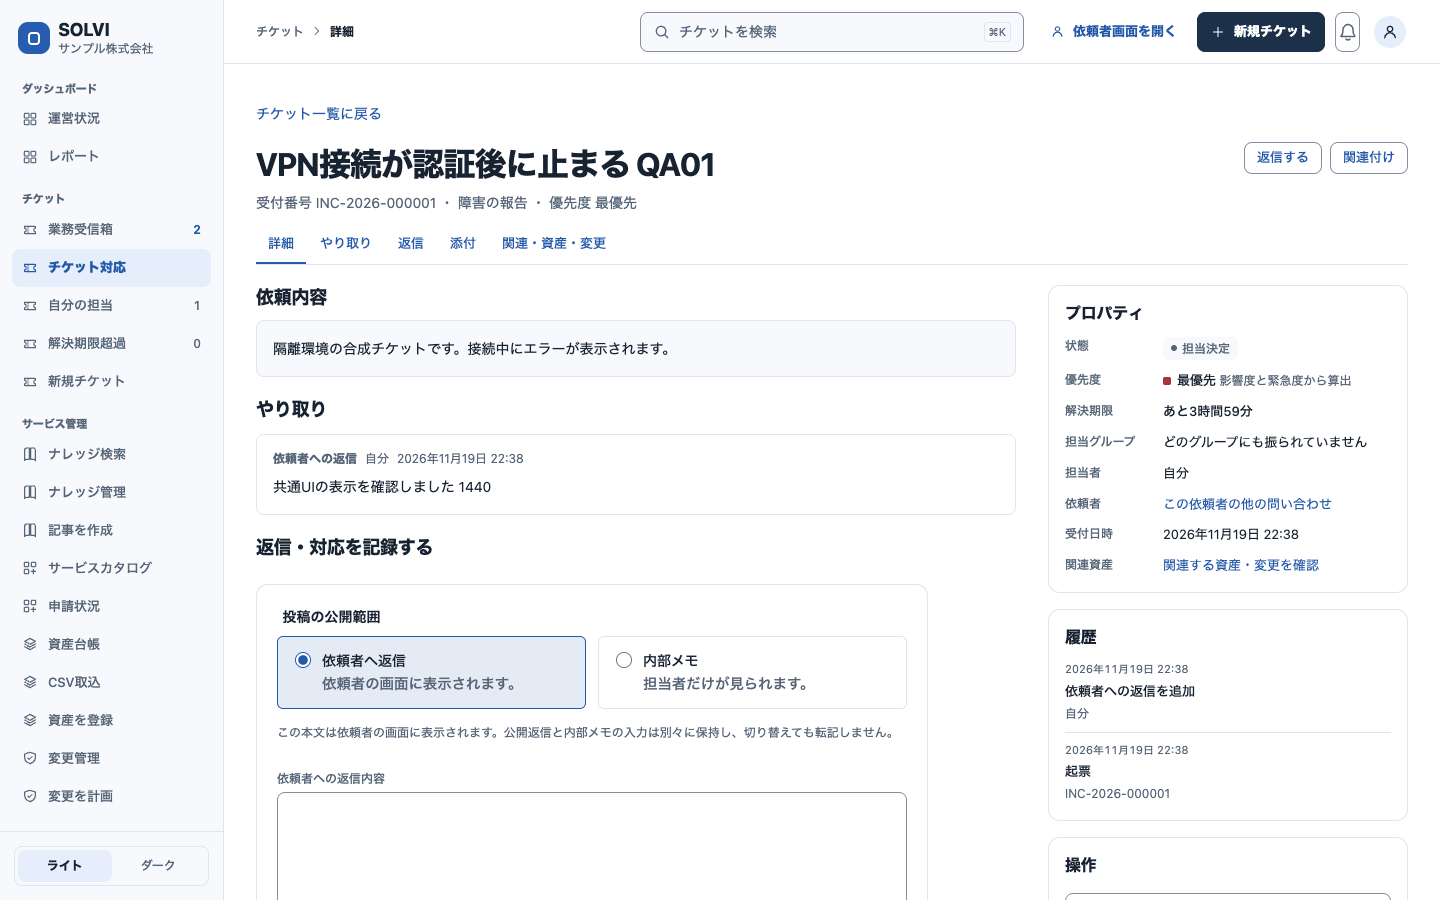 SOLVI
サンプル株式会社
ダッシュボード
運営状況
レポート
チケット
業務受信箱 2
チケット対応
自分の担当 1
解決期限超過 0
新規チケット
サービス管理
ナレッジ検索
ナレッジ管理
記事を作成
サービスカタログ
申請状況
資産台帳
CSV取込
資産を登録
変更管理
変更を計画
ライト ダーク
チケット > 詳細
チケットを検索 ⌘K
依頼者画面を開く
+ 新規チケット
チケット一覧に戻る
VPN接続が認証後に止まる QA01
受付番号 INC-2026-000001 ・ 障害の報告 ・ 優先度 最優先
返信する 関連付け
詳細 やり取り 返信 添付 関連・資産・変更
依頼内容
隔離環境の合成チケットです。接続中にエラーが表示されます。
やり取り
依頼者への返信 自分 2026年11月19日 22:38
共通UIの表示を確認しました 1440
返信・対応を記録する
投稿の公開範囲
依頼者へ返信
依頼者の画面に表示されます。
内部メモ
担当者だけが見られます。
この本文は依頼者の画面に表示されます。公開返信と内部メモの入力は別々に保持し、切り替えても転記しません。
依頼者への返信内容
プロパティ
状態 担当決定
優先度 最優先 影響度と緊急度から算出
解決期限 あと3時間59分
担当グループ どのグループにも振られていません
担当者 自分
依頼者 この依頼者の他の問い合わせ
受付日時 2026年11月19日 22:38
関連資産 関連する資産・変更を確認
履歴
2026年11月19日 22:38
依頼者への返信を追加
自分
2026年11月19日 22:38
起票
INC-2026-000001
操作